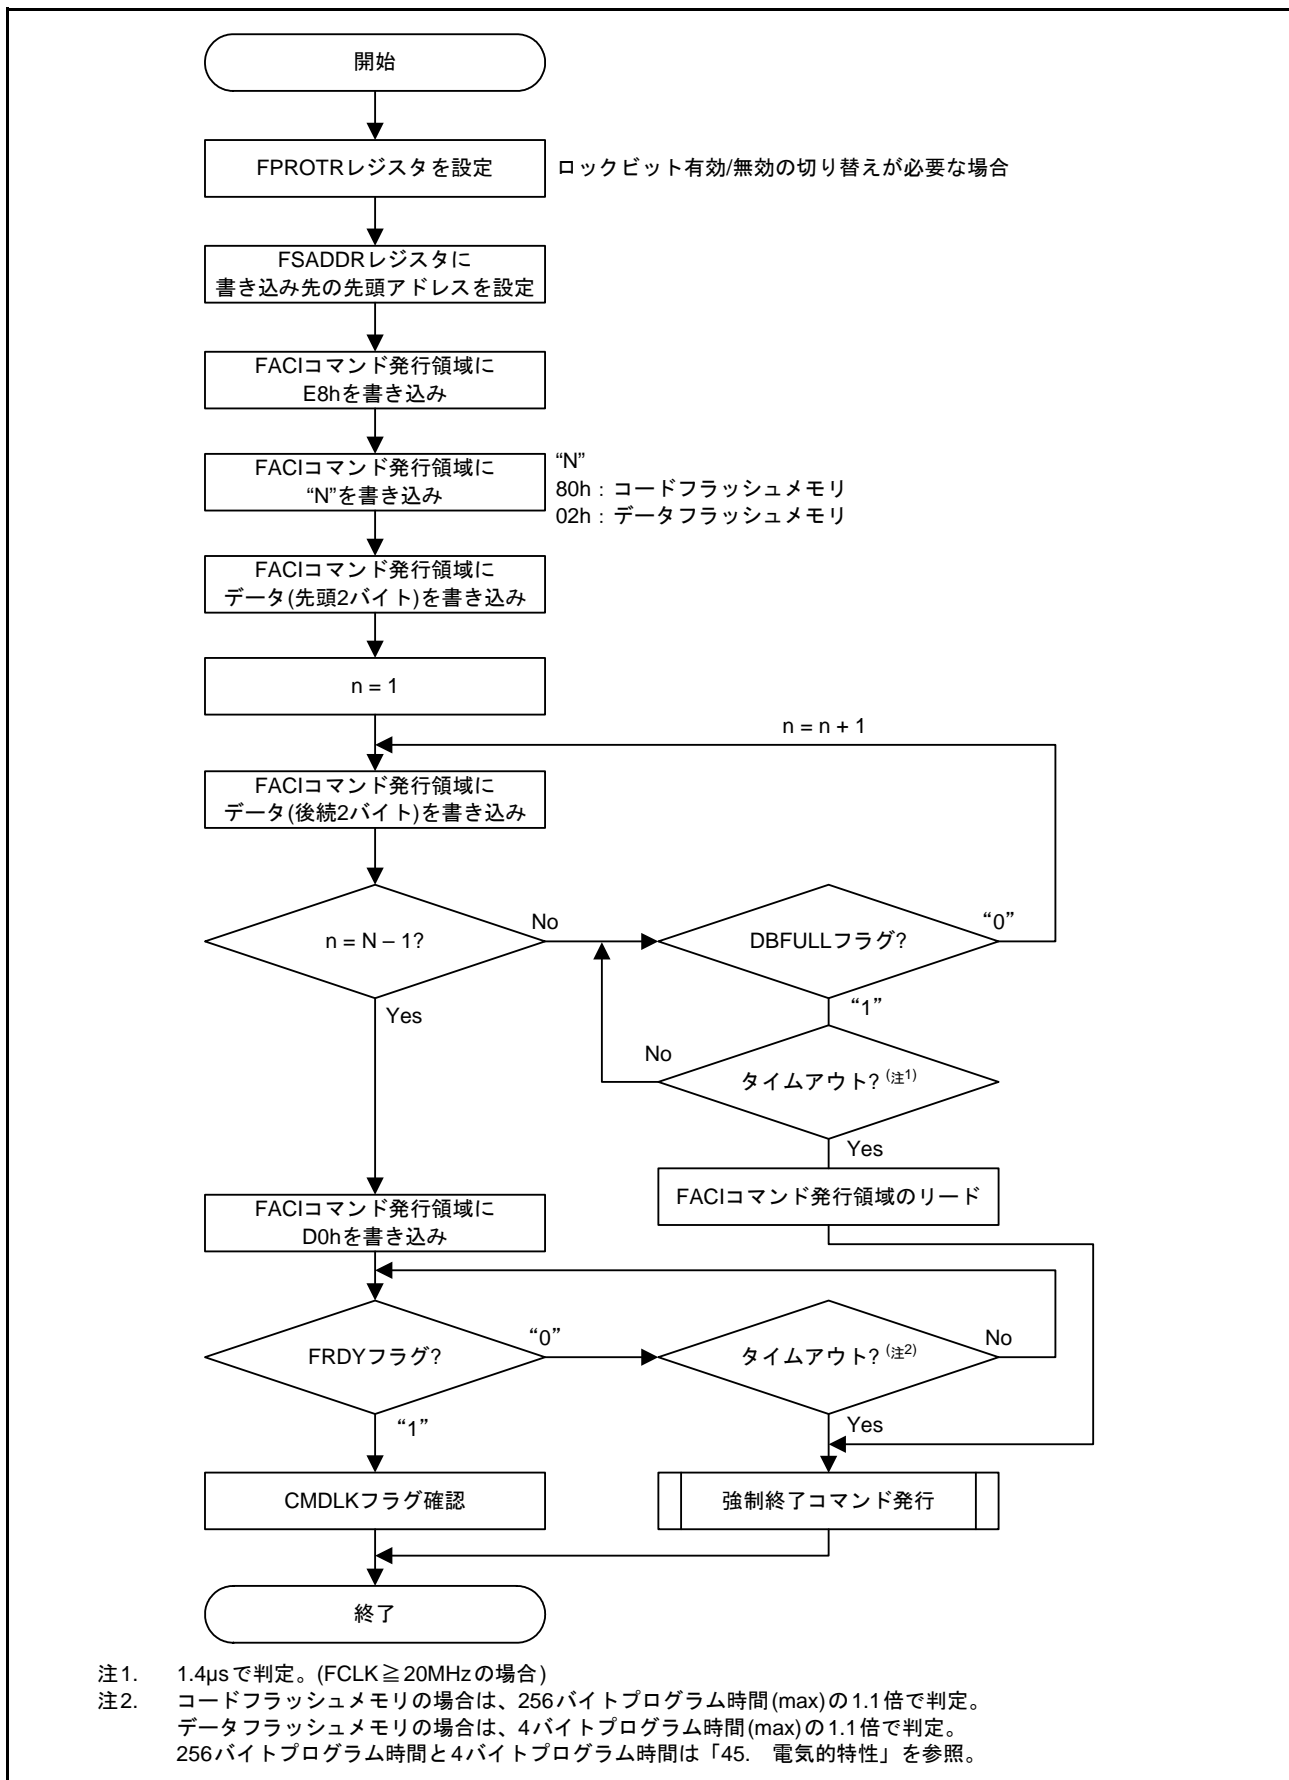 開始
FPROTRレジスタを設定
ロックビット有効/無効の切り替えが必要な場合
FSADDRレジスタに
書き込み先の先頭アドレスを設定
FACIコマンド発行領域に
E8hを書き込み
FACIコマンド発行領域に
“N”を書き込み
“N”
80h : コードフラッシュメモリ
02h : データフラッシュメモリ
FACIコマンド発行領域に
データ(先頭2バイト)を書き込み
n = 1
n = n + 1
FACIコマンド発行領域に
データ(後続2バイト)を書き込み
n = N – 1?
No
Yes
DBFULLフラグ?
“0”
“1”
タイムアウト? (注1)
No
Yes
FACIコマンド発行領域のリード
FACIコマンド発行領域に
D0hを書き込み
FRDYフラグ?
“0”
“1”
タイムアウト? (注2)
No
Yes
CMDLKフラグ確認
強制終了コマンド発行
終了
注1. 1.4µsで判定。(FCLK≧20MHzの場合)
注2. コードフラッシュメモリの場合は、256バイトプログラム時間(max)の1.1倍で判定。
データフラッシュメモリの場合は、4バイトプログラム時間(max)の1.1倍で判定。
256バイトプログラム時間と4バイトプログラム時間は「45. 電気的特性」を参照。